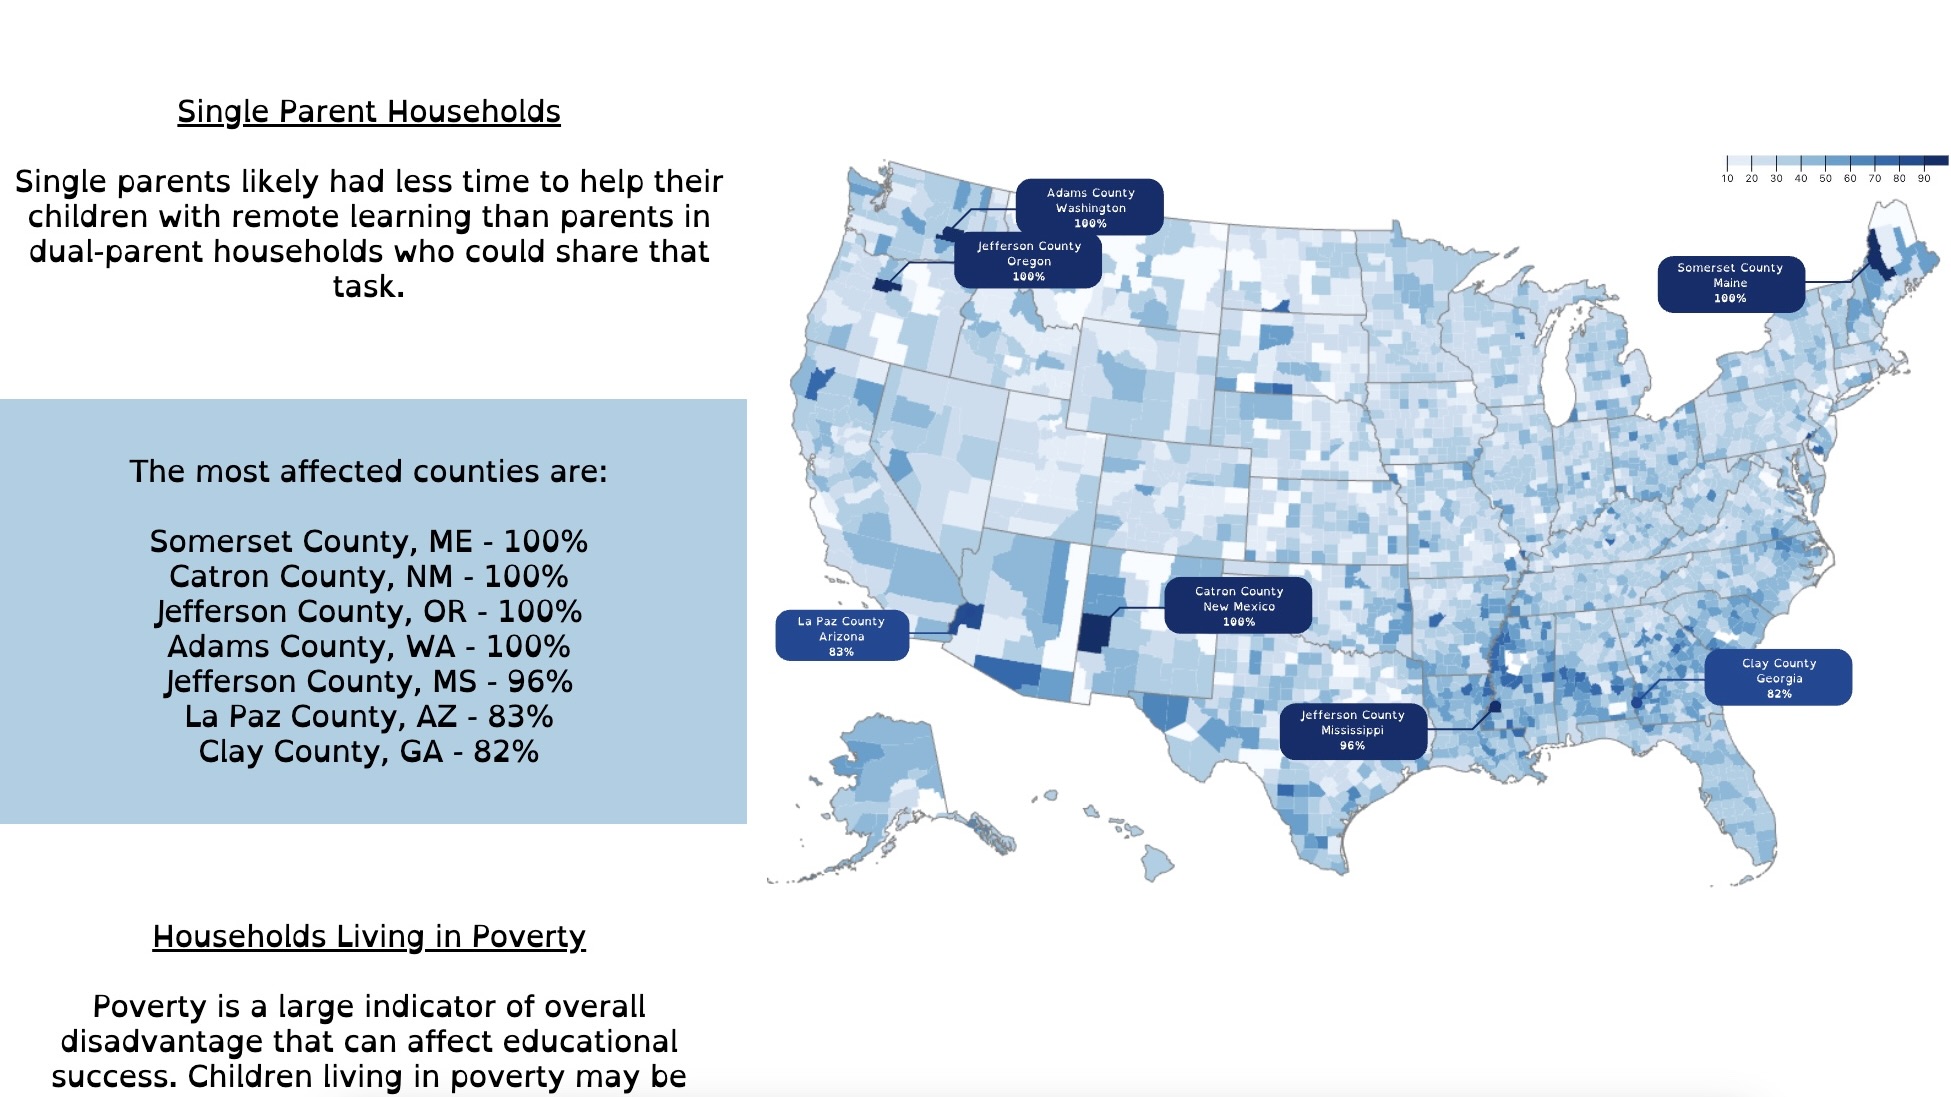 Single Parent Households
Single parents likely had less time to help their
children with remote learning than parents in
dual-parent households who could share that
task.
The most affected counties are:
Somerset County, ME - 100%
Catron County, NM - 100%
Jefferson County, OR - 100%
Adams County, WA - 100%
Jefferson County, MS - 96%
La Paz County, AZ - 83%
Clay County, GA - 82%
Households Living in Poverty
Poverty is a large indicator of overall
disadvantage that can affect educational
success. Children living in poverty may be
10 20 30 40 50 60 70 80 90
Adams County
Washington
100%
Jefferson County
Oregon
100%
Somerset County
Maine
100%
Catron County
New Mexico
100%
La Paz County
Arizona
83%
Clay County
Georgia
82%
Jefferson County
Mississippi
96%